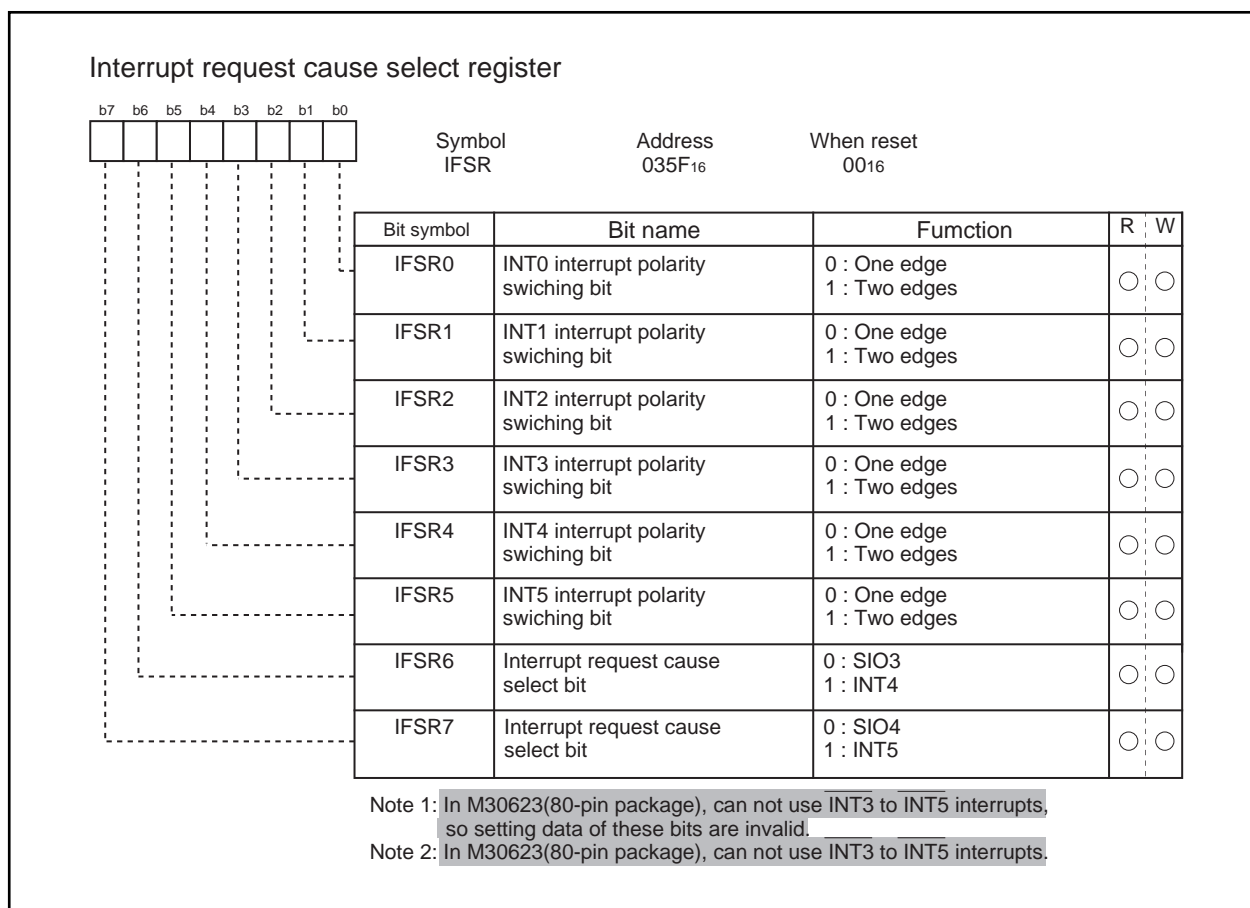 Interrupt request cause select register
b7 b6 b5 b4 b3 b2 b1 b0
Symbol Address When reset
IFSR 035F16 0016
Bit symbol Bit name Fumction R W
IFSR0 INT0 interrupt polarity 0 : One edge
swiching bit 1 : Two edges
IFSR1 INT1 interrupt polarity 0 : One edge
swiching bit 1 : Two edges
IFSR2 INT2 interrupt polarity 0 : One edge
swiching bit 1 : Two edges
IFSR3 INT3 interrupt polarity 0 : One edge
swiching bit 1 : Two edges
IFSR4 INT4 interrupt polarity 0 : One edge
swiching bit 1 : Two edges
IFSR5 INT5 interrupt polarity 0 : One edge
swiching bit 1 : Two edges
IFSR6 Interrupt request cause 0 : SIO3
select bit 1 : INT4
IFSR7 Interrupt request cause 0 : SIO4
select bit 1 : INT5
Note 1: In M30623(80-pin package), can not use INT3 to INT5 interrupts,
so setting data of these bits are invalid.
Note 2: In M30623(80-pin package), can not use INT3 to INT5 interrupts.